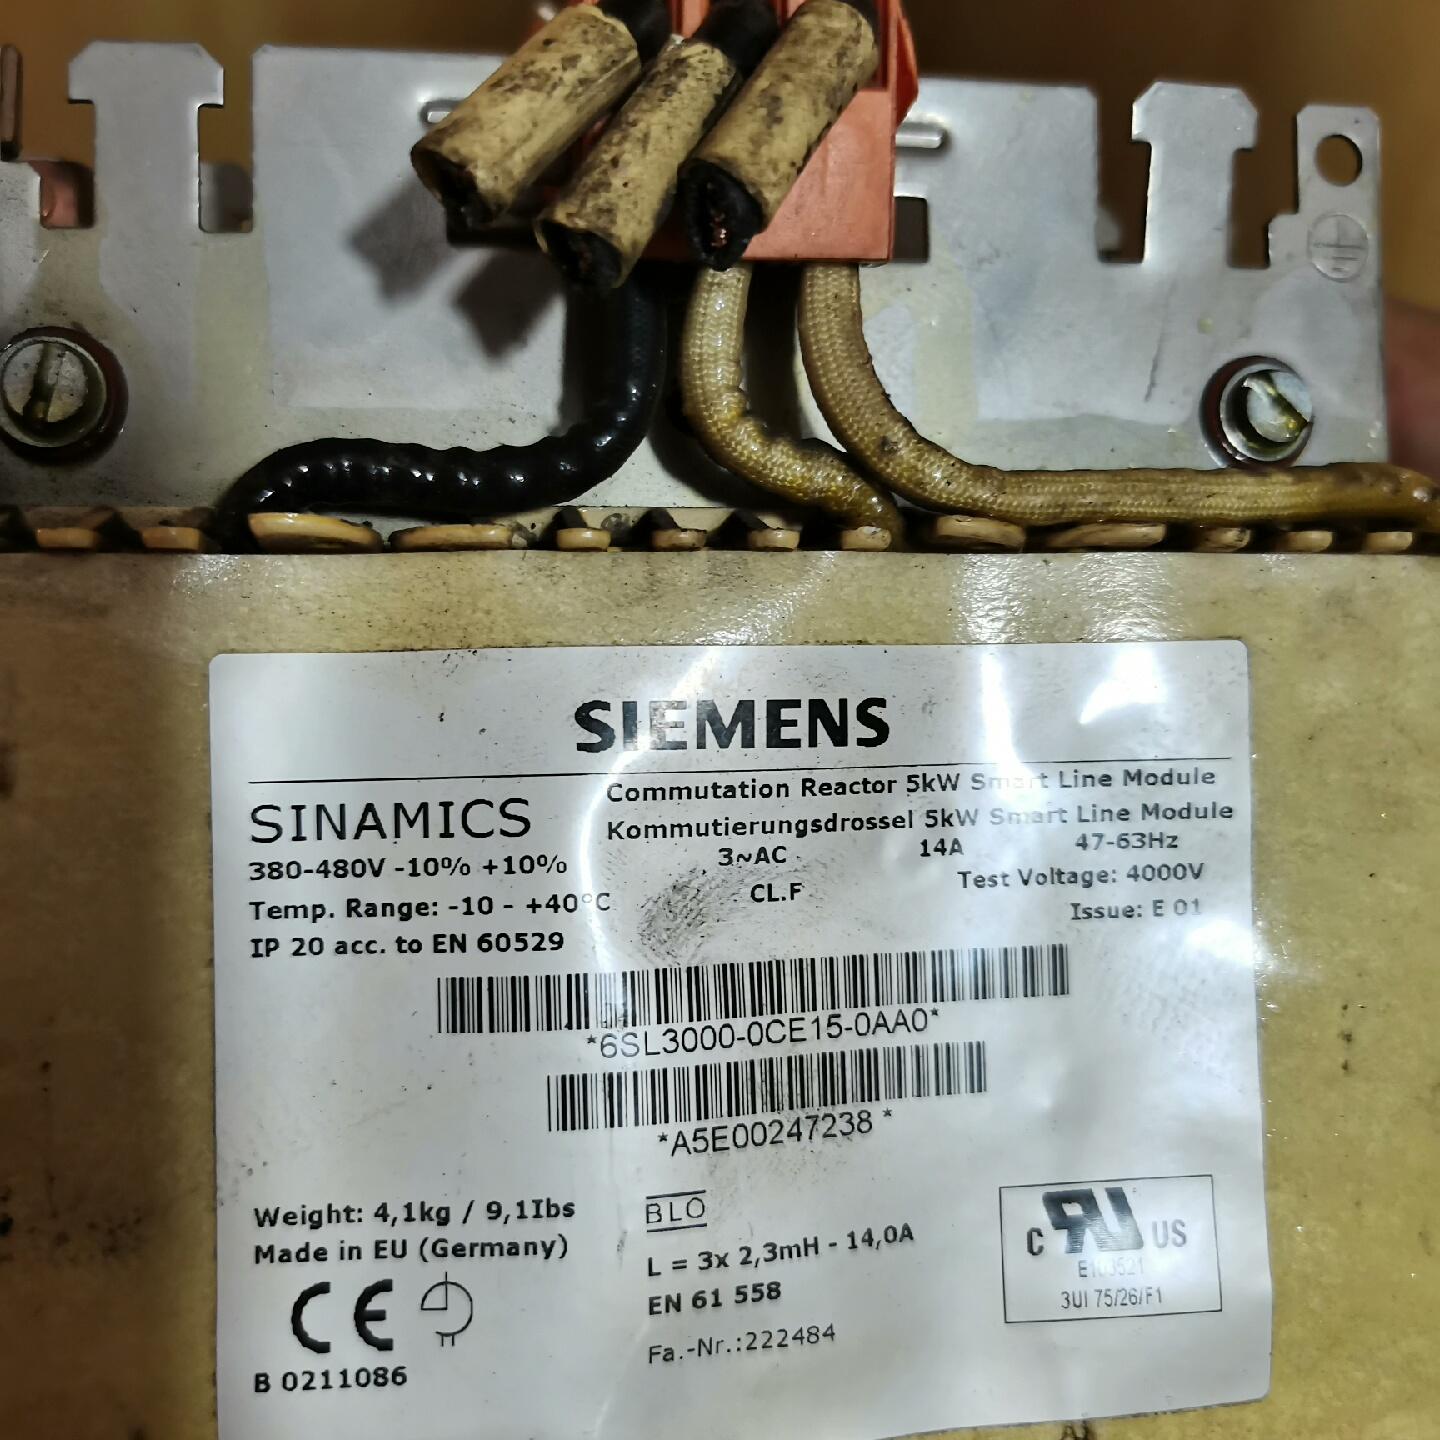 SIEMENS
SINAMICS
Commutation Reactor 5kW Smart Line Module
Kommutierungsdrossel 5kW Smart Line Module
380-480V -10% +10% 3~AC 14A 47-63Hz
Temp. Range: -10 - +40°C CL.F Test Voltage: 4000V
IP 20 acc. to EN 60529 Issue: E 01
*6SL3000-0CE15-0AA0*
*A5E00247238 *
Weight: 4,1kg / 9,1Ibs
Made in EU (Germany)
CE
B 0211086
BLO
L = 3x 2,3mH - 14,0A
EN 61 558
Fa.-Nr.:222484
C RU US
3UI 75/26/F1